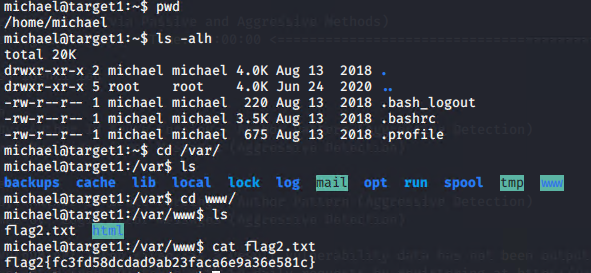 michael@target1:~$ pwd
/home/michael
michael@target1:~$ ls -alh
total 20K
drwxr-xr-x 2 michael michael 4.0K Aug 13  2018 .
drwxr-xr-x 5 root    root    4.0K Jun 24  2020 ..
-rw-r--r-- 1 michael michael  220 Aug 13  2018 .bash_logout
-rw-r--r-- 1 michael michael 3.5K Aug 13  2018 .bashrc
-rw-r--r-- 1 michael michael  675 Aug 13  2018 .profile
michael@target1:~$ cd /var/
michael@target1:/var$ ls
backups  cache  lib  local  lock  log  mail  opt  run  spool  tmp  www
michael@target1:/var$ cd www/
michael@target1:/var/www$ ls
flag2.txt  html
michael@target1:/var/www$ cat flag2.txt
flag2{fc3fd58dcdad9ab23faca6e9a36e581c}